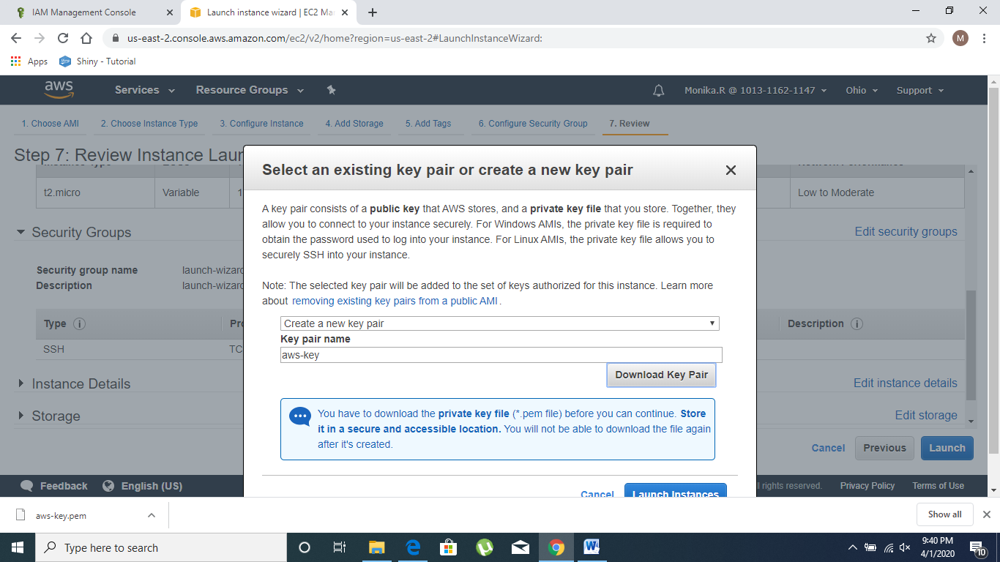 IAM Management Console
Launch instance wizard | EC2 Ma
us-east-2.console.aws.amazon.com/ec2/v2/home?region=us-east-2#LaunchInstanceWizard:
M
Apps
Shiny - Tutorial
aws
Services
Resource Groups
Monika.R @ 1013-1162-1147
Ohio
Support
1. Choose AMI
2. Choose Instance Type
3. Configure Instance
4. Add Storage
5. Add Tags
6. Configure Security Group
7. Review
Step 7: Review Instance Laun
t2.micro
Variable
1
Low to Moderate
Security Groups
Edit security groups
Security group name
launch-wizard
Description
launch-wizard
Type
Pro
Description
SSH
TC
Instance Details
Edit instance details
Storage
Edit storage
Cancel
Previous
Launch
Select an existing key pair or create a new key pair
A key pair consists of a public key that AWS stores, and a private key file that you store. Together, they
allow you to connect to your instance securely. For Windows AMIs, the private key file is required to
obtain the password used to log into your instance. For Linux AMIs, the private key file allows you to
securely SSH into your instance.
Note: The selected key pair will be added to the set of keys authorized for this instance. Learn more
about removing existing key pairs from a public AMI .
Create a new key pair
Key pair name
aws-key
Download Key Pair
You have to download the private key file (*.pem file) before you can continue. Store
it in a secure and accessible location. You will not be able to download the file again
after it's created.
Cancel
Launch Instances
Feedback
English (US)
rights reserved.
Privacy Policy
Terms of Use
aws-key.pem
Show all
Type here to search
9:40 PM
4/1/2020
10